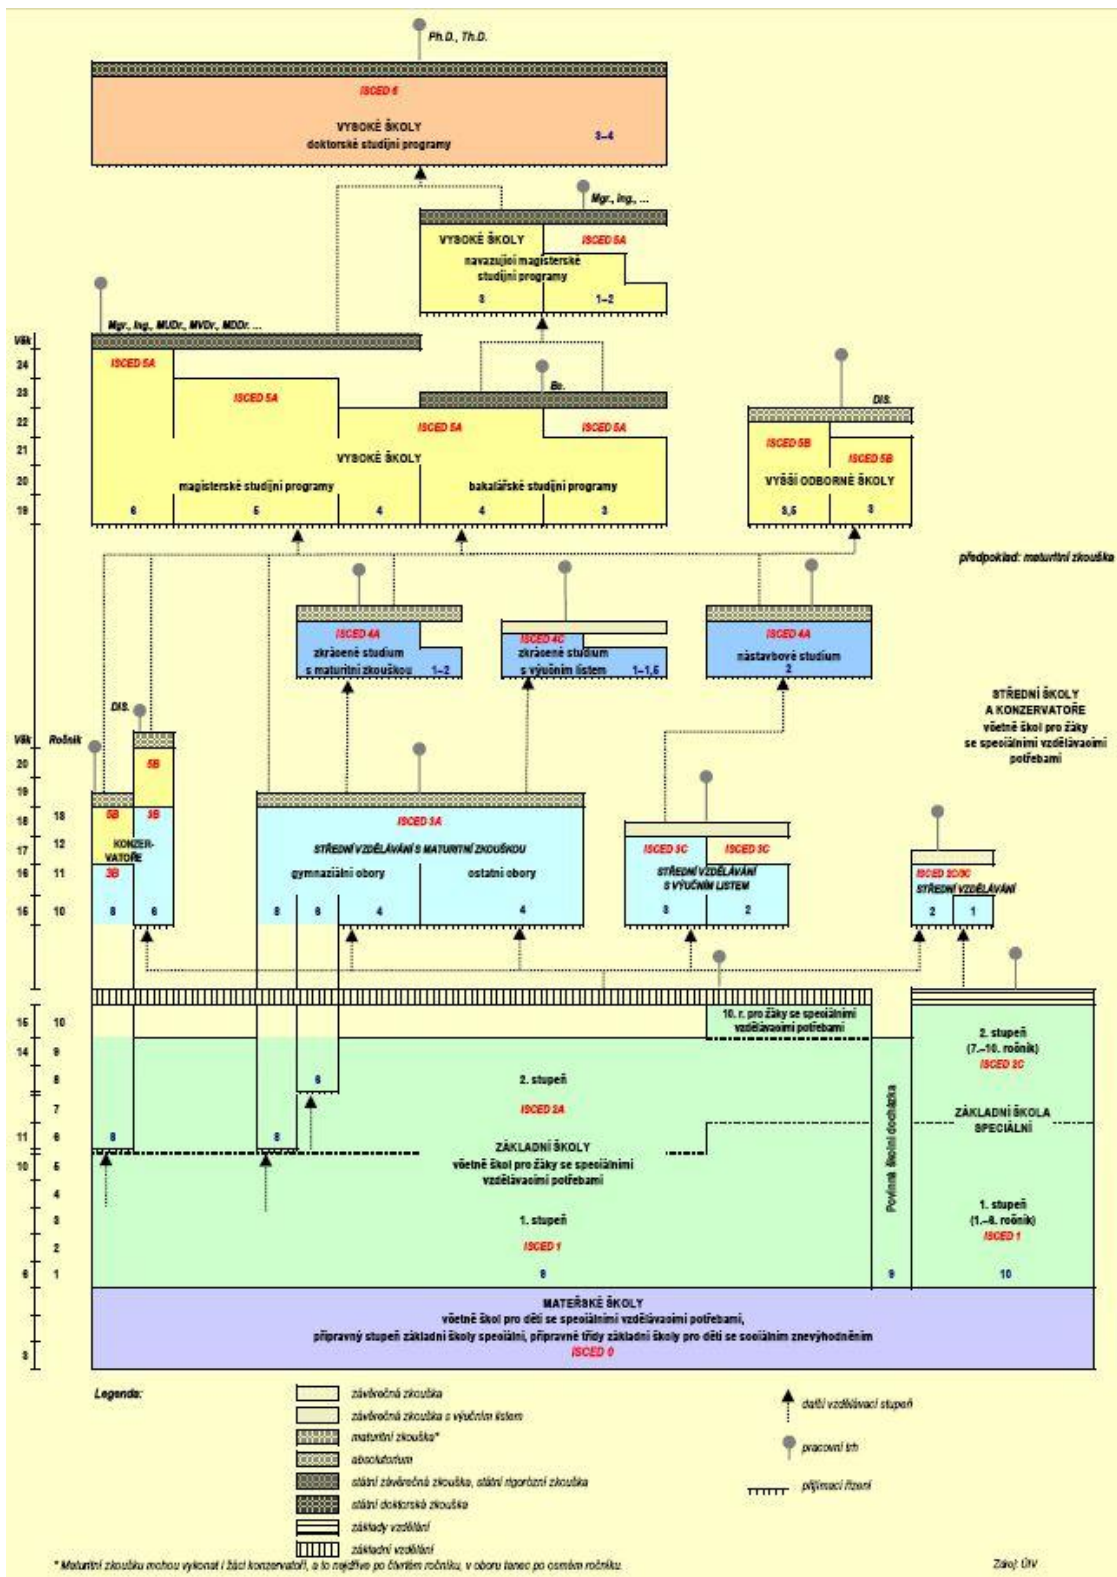 Ph.D., Th.D.
ISCED 6
VYSOKÉ ŠKOLY
doktorské studijní programy
3–4
Mgr., Ing., ...
VYSOKÉ ŠKOLY
ISCED 5A
navazující magisterské
studijní programy
3
1–2
Mgr., Ing., MUDr., MVDr., MDDr. ...
Věk
24
23
22
21
20
19
ISCED 5A
ISCED 5A
Bc.
ISCED 5A
ISCED 5A
VYSOKÉ ŠKOLY
magisterské studijní programy
bakalářské studijní programy
6
5
4
4
3
DIS.
ISCED 5B
ISCED 5B
VYŠŠÍ ODBORNÉ ŠKOLY
3,5
3
předpoklad: maturitní zkouška
ISCED 4A
zkrácené studium
s maturitní zkouškou
1–2
ISCED 4C
zkrácené studium
s výučním listem
1–1,5
ISCED 4A
nástavbové studium
2
STŘEDNÍ ŠKOLY
A KONZERVATOŘE
včetně škol pro žáky
se speciálními vzdělávacími
potřebami
DIS.
Věk
Ročník
20
19
18
13
17
12
16
11
15
10
5B
5B
3B
KONZER-
VATOŘE
3B
8
6
ISCED 3A
STŘEDNÍ VZDĚLÁVÁNÍ S MATURITNÍ ZKOUŠKOU
gymnaziální obory
ostatní obory
8
6
4
4
ISCED 3C
ISCED 3C
STŘEDNÍ VZDĚLÁVÁNÍ
S VÝUČNÍM LISTEM
3
2
ISCED 2C/3C
STŘEDNÍ VZDĚLÁVÁNÍ
2
1
15
10
14
9
8
7
11
6
10
5
4
3
2
6
1
3
10. r. pro žáky se speciálními
vzdělávacími potřebami
6
2. stupeň
ISCED 2A
8
8
ZÁKLADNÍ ŠKOLY
včetně škol pro žáky se speciálními
vzdělávacími potřebami
1. stupeň
ISCED 1
9
Povinná školní docházka
9
2. stupeň
(7.–10. ročník)
ISCED 2C
ZÁKLADNÍ ŠKOLA
SPECIÁLNÍ
1. stupeň
(1.–6. ročník)
ISCED 1
10
MATEŘSKÉ ŠKOLY
včetně škol pro děti se speciálními vzdělávacími potřebami,
přípravný stupeň základní školy speciální, přípravné třídy základní školy pro děti se sociálním znevýhodněním
ISCED 0
Legenda:
závěrečná zkouška
závěrečná zkouška s výučním listem
maturitní zkouška*
absolutorium
státní závěrečná zkouška, státní rigorózní zkouška
státní doktorská zkouška
základy vzdělání
základní vzdělání
další vzdělávací stupeň
pracovní trh
přijímací řízení
* Maturitní zkoušku mohou vykonat i žáci konzervatoří, a to nejdříve po čtvrtém ročníku, v oboru tanec po osmém ročníku.
Zdroj: ÚIV